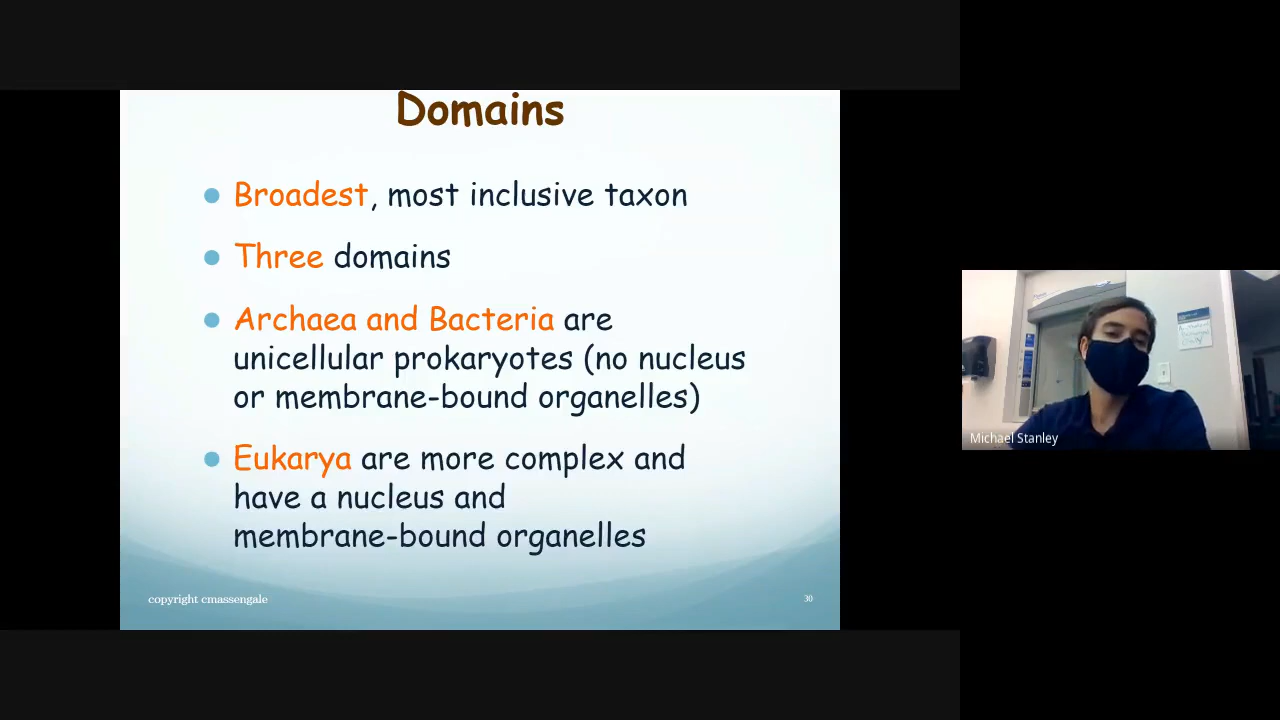 Domains
Broadest, most inclusive taxon
Three domains
Archaea and Bacteria are
unicellular prokaryotes (no nucleus
or membrane-bound organelles)
Eukarya are more complex and
have a nucleus and
membrane-bound organelles
copyright cmassengale
30
Michael Stanley